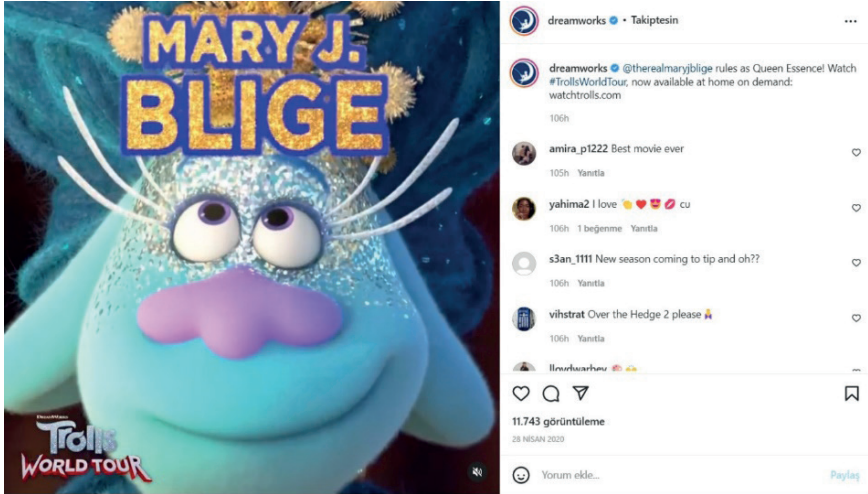 MARY J.
BLIGE
DREAMWORKS
Trolls
WORLD TOUR
dreamworks • Takiptesin
dreamworks @therealmaryjblige rules as Queen Essence! Watch
#TrollsWorldTour, now available at home on demand:
watchtrolls.com
106h
amira_p1222 Best movie ever
105h Yanıtla
yahima2 I love 👏❤️😍💋 cu
106h 1 beğenme Yanıtla
s3an_1111 New season coming to tip and oh??
106h Yanıtla
vihstrat Over the Hedge 2 please 🙏
106h Yanıtla
lloydwarbey
11.743 görüntüleme
28 NİSAN 2020
Yorum ekle...
Paylaş